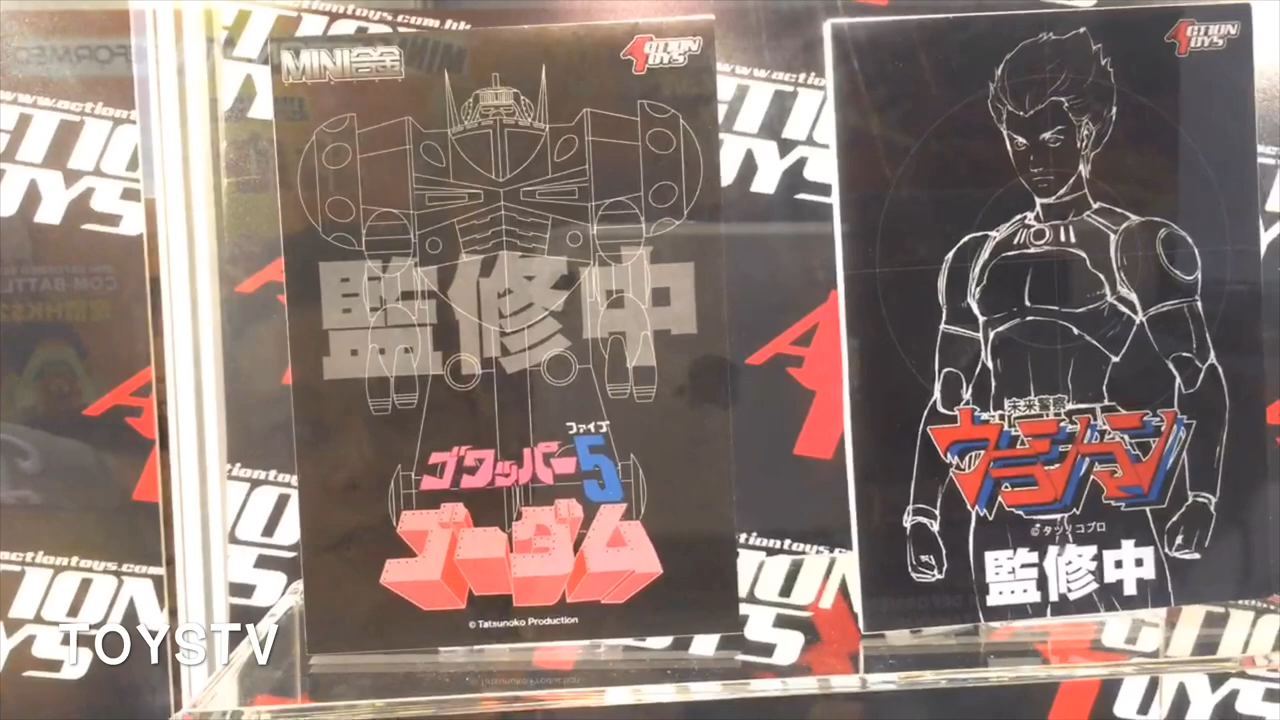 www.actiontoys.com.hk
MINI合金
ACTION TOYS
監修中
ゴワッパー5
ファイブ
ゴーダム
© Tatsunoko Production
ACTION TOYS
未来警察
ウラシマン
© タツノコプロ
監修中
TOYSTV